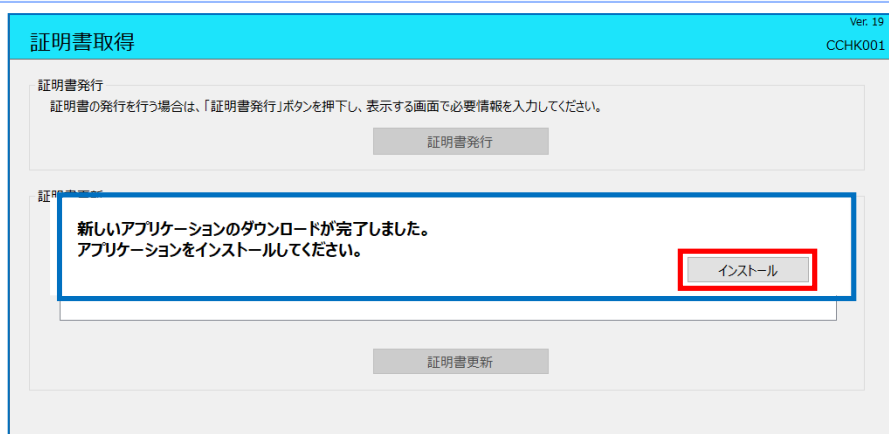 Ver. 19
証明書取得
CCHK001
証明書発行
証明書の発行を行う場合は、「証明書発行」ボタンを押下し、表示する画面で必要情報を入力してください。
証明書発行
証明書更新
新しいアプリケーションのダウンロードが完了しました。
アプリケーションをインストールしてください。
インストール
証明書更新